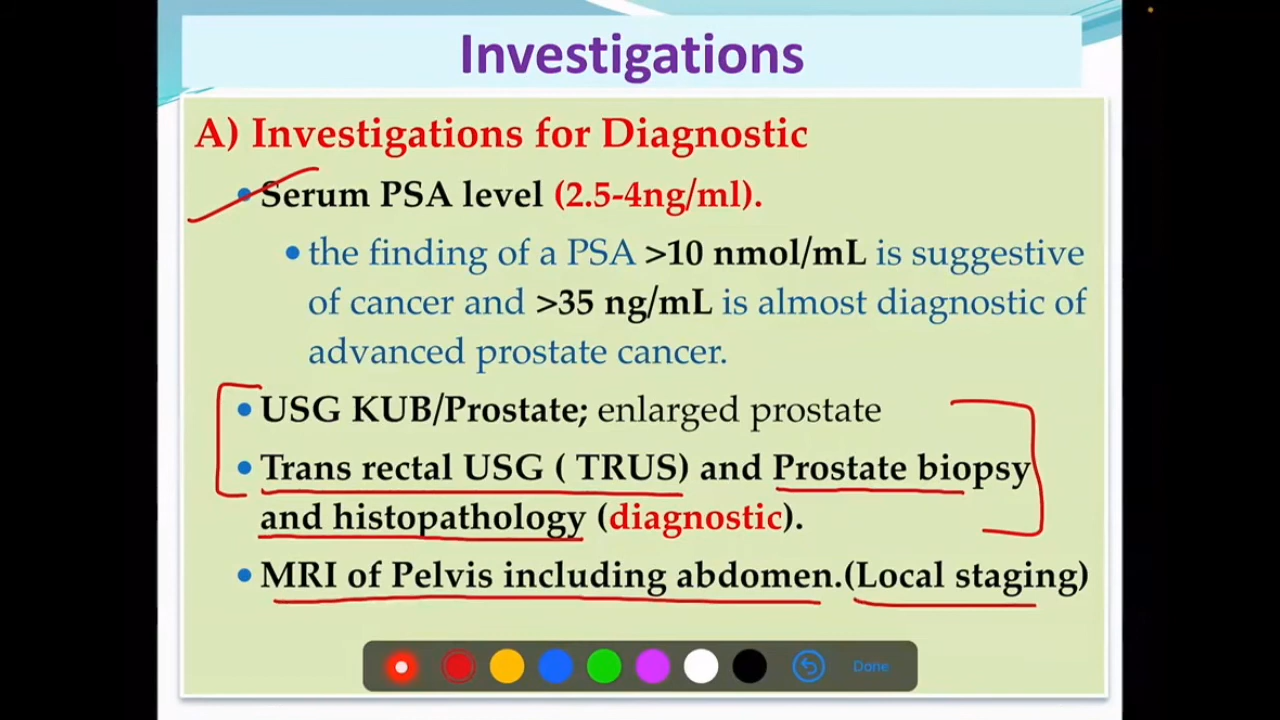 Investigations
A) Investigations for Diagnostic
• Serum PSA level (2.5-4ng/ml).
• the finding of a PSA >10 nmol/mL is suggestive
of cancer and >35 ng/mL is almost diagnostic of
advanced prostate cancer.
• USG KUB/Prostate; enlarged prostate
• Trans rectal USG ( TRUS) and Prostate biopsy
and histopathology (diagnostic).
• MRI of Pelvis including abdomen.(Local staging)
Done